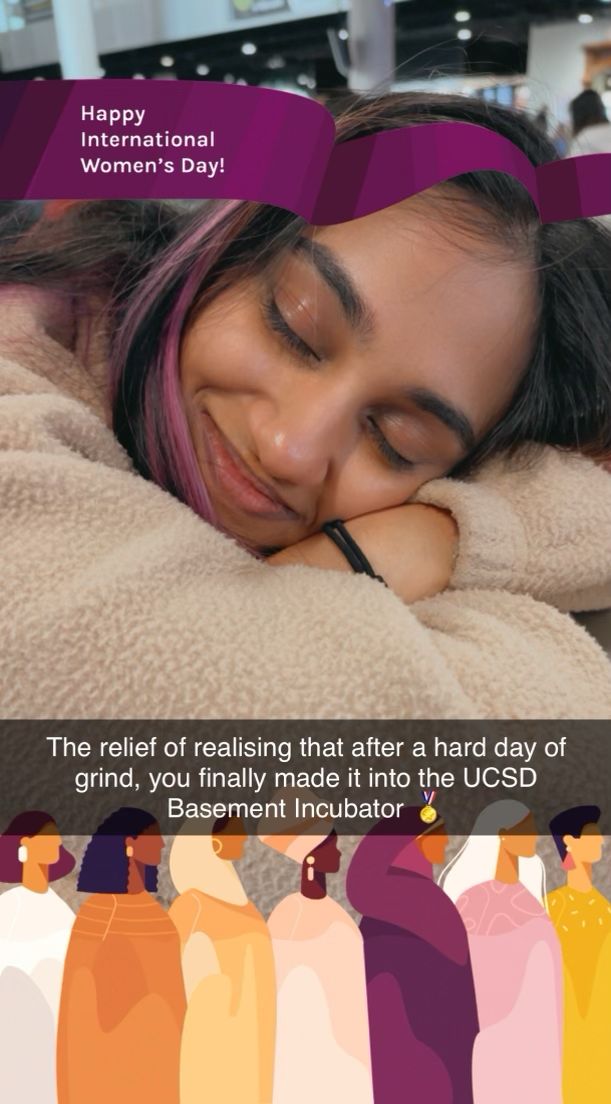 Happy
International
Women's Day!
The relief of realising that after a hard day of
grind, you finally made it into the UCSD
Basement Incubator 🏅